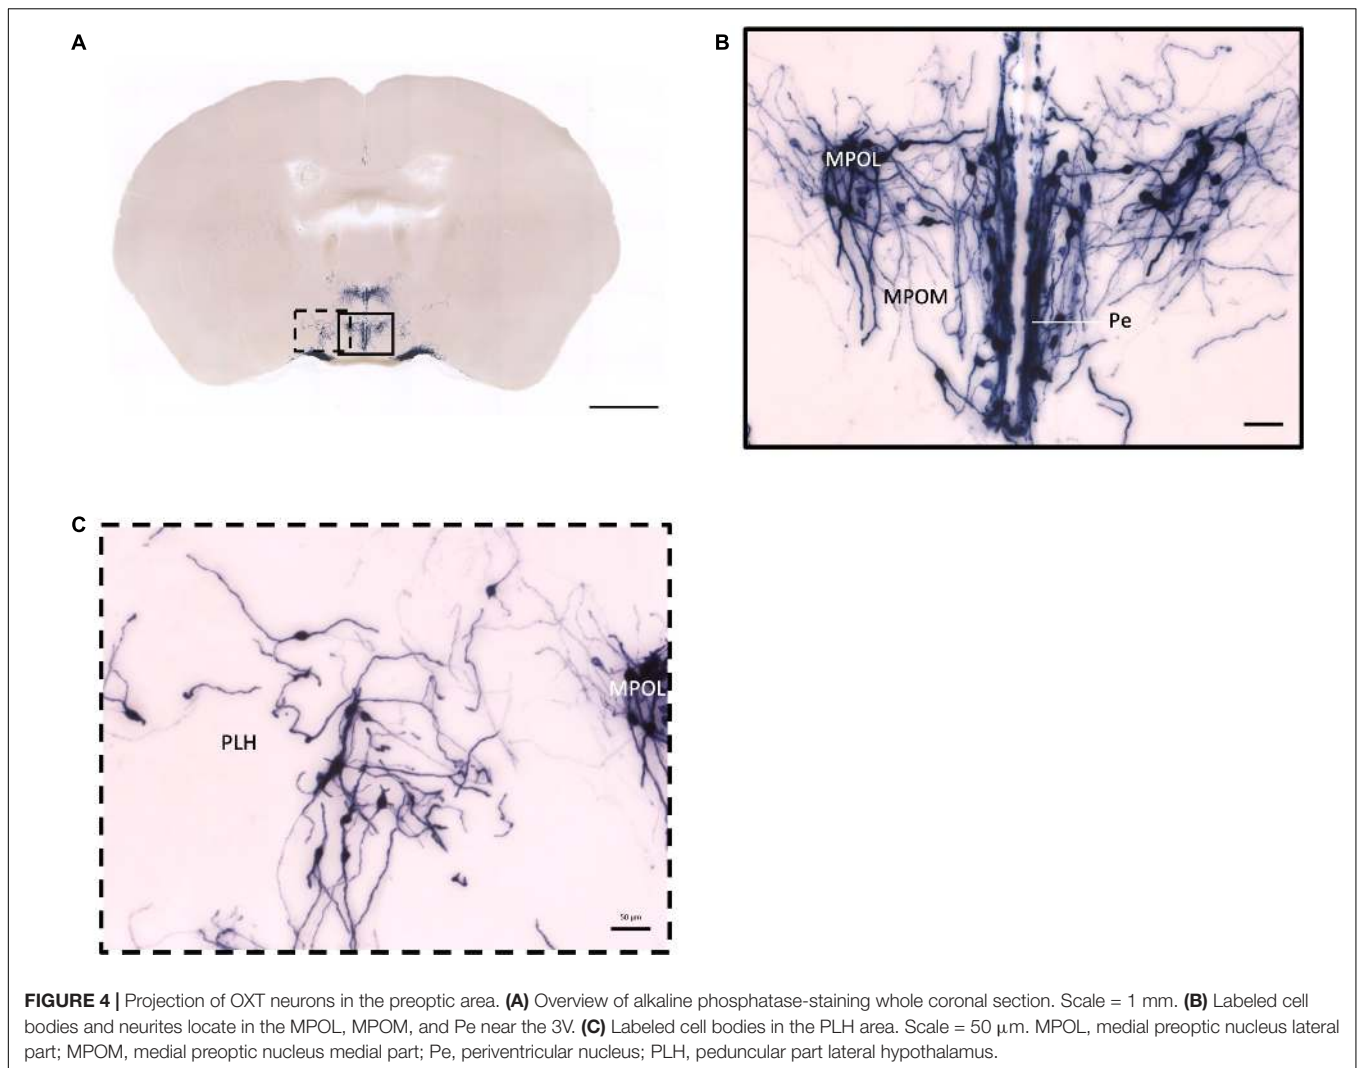 A
B
MPOL
MPOM
Pe
C
MPOL
PLH
50 µm
FIGURE 4 | Projection of OXT neurons in the preoptic area. (A) Overview of alkaline phosphatase-staining whole coronal section. Scale = 1 mm. (B) Labeled cell
bodies and neurites locate in the MPOL, MPOM, and Pe near the 3V. (C) Labeled cell bodies in the PLH area. Scale = 50 µm. MPOL, medial preoptic nucleus lateral
part; MPOM, medial preoptic nucleus medial part; Pe, periventricular nucleus; PLH, peduncular part lateral hypothalamus.